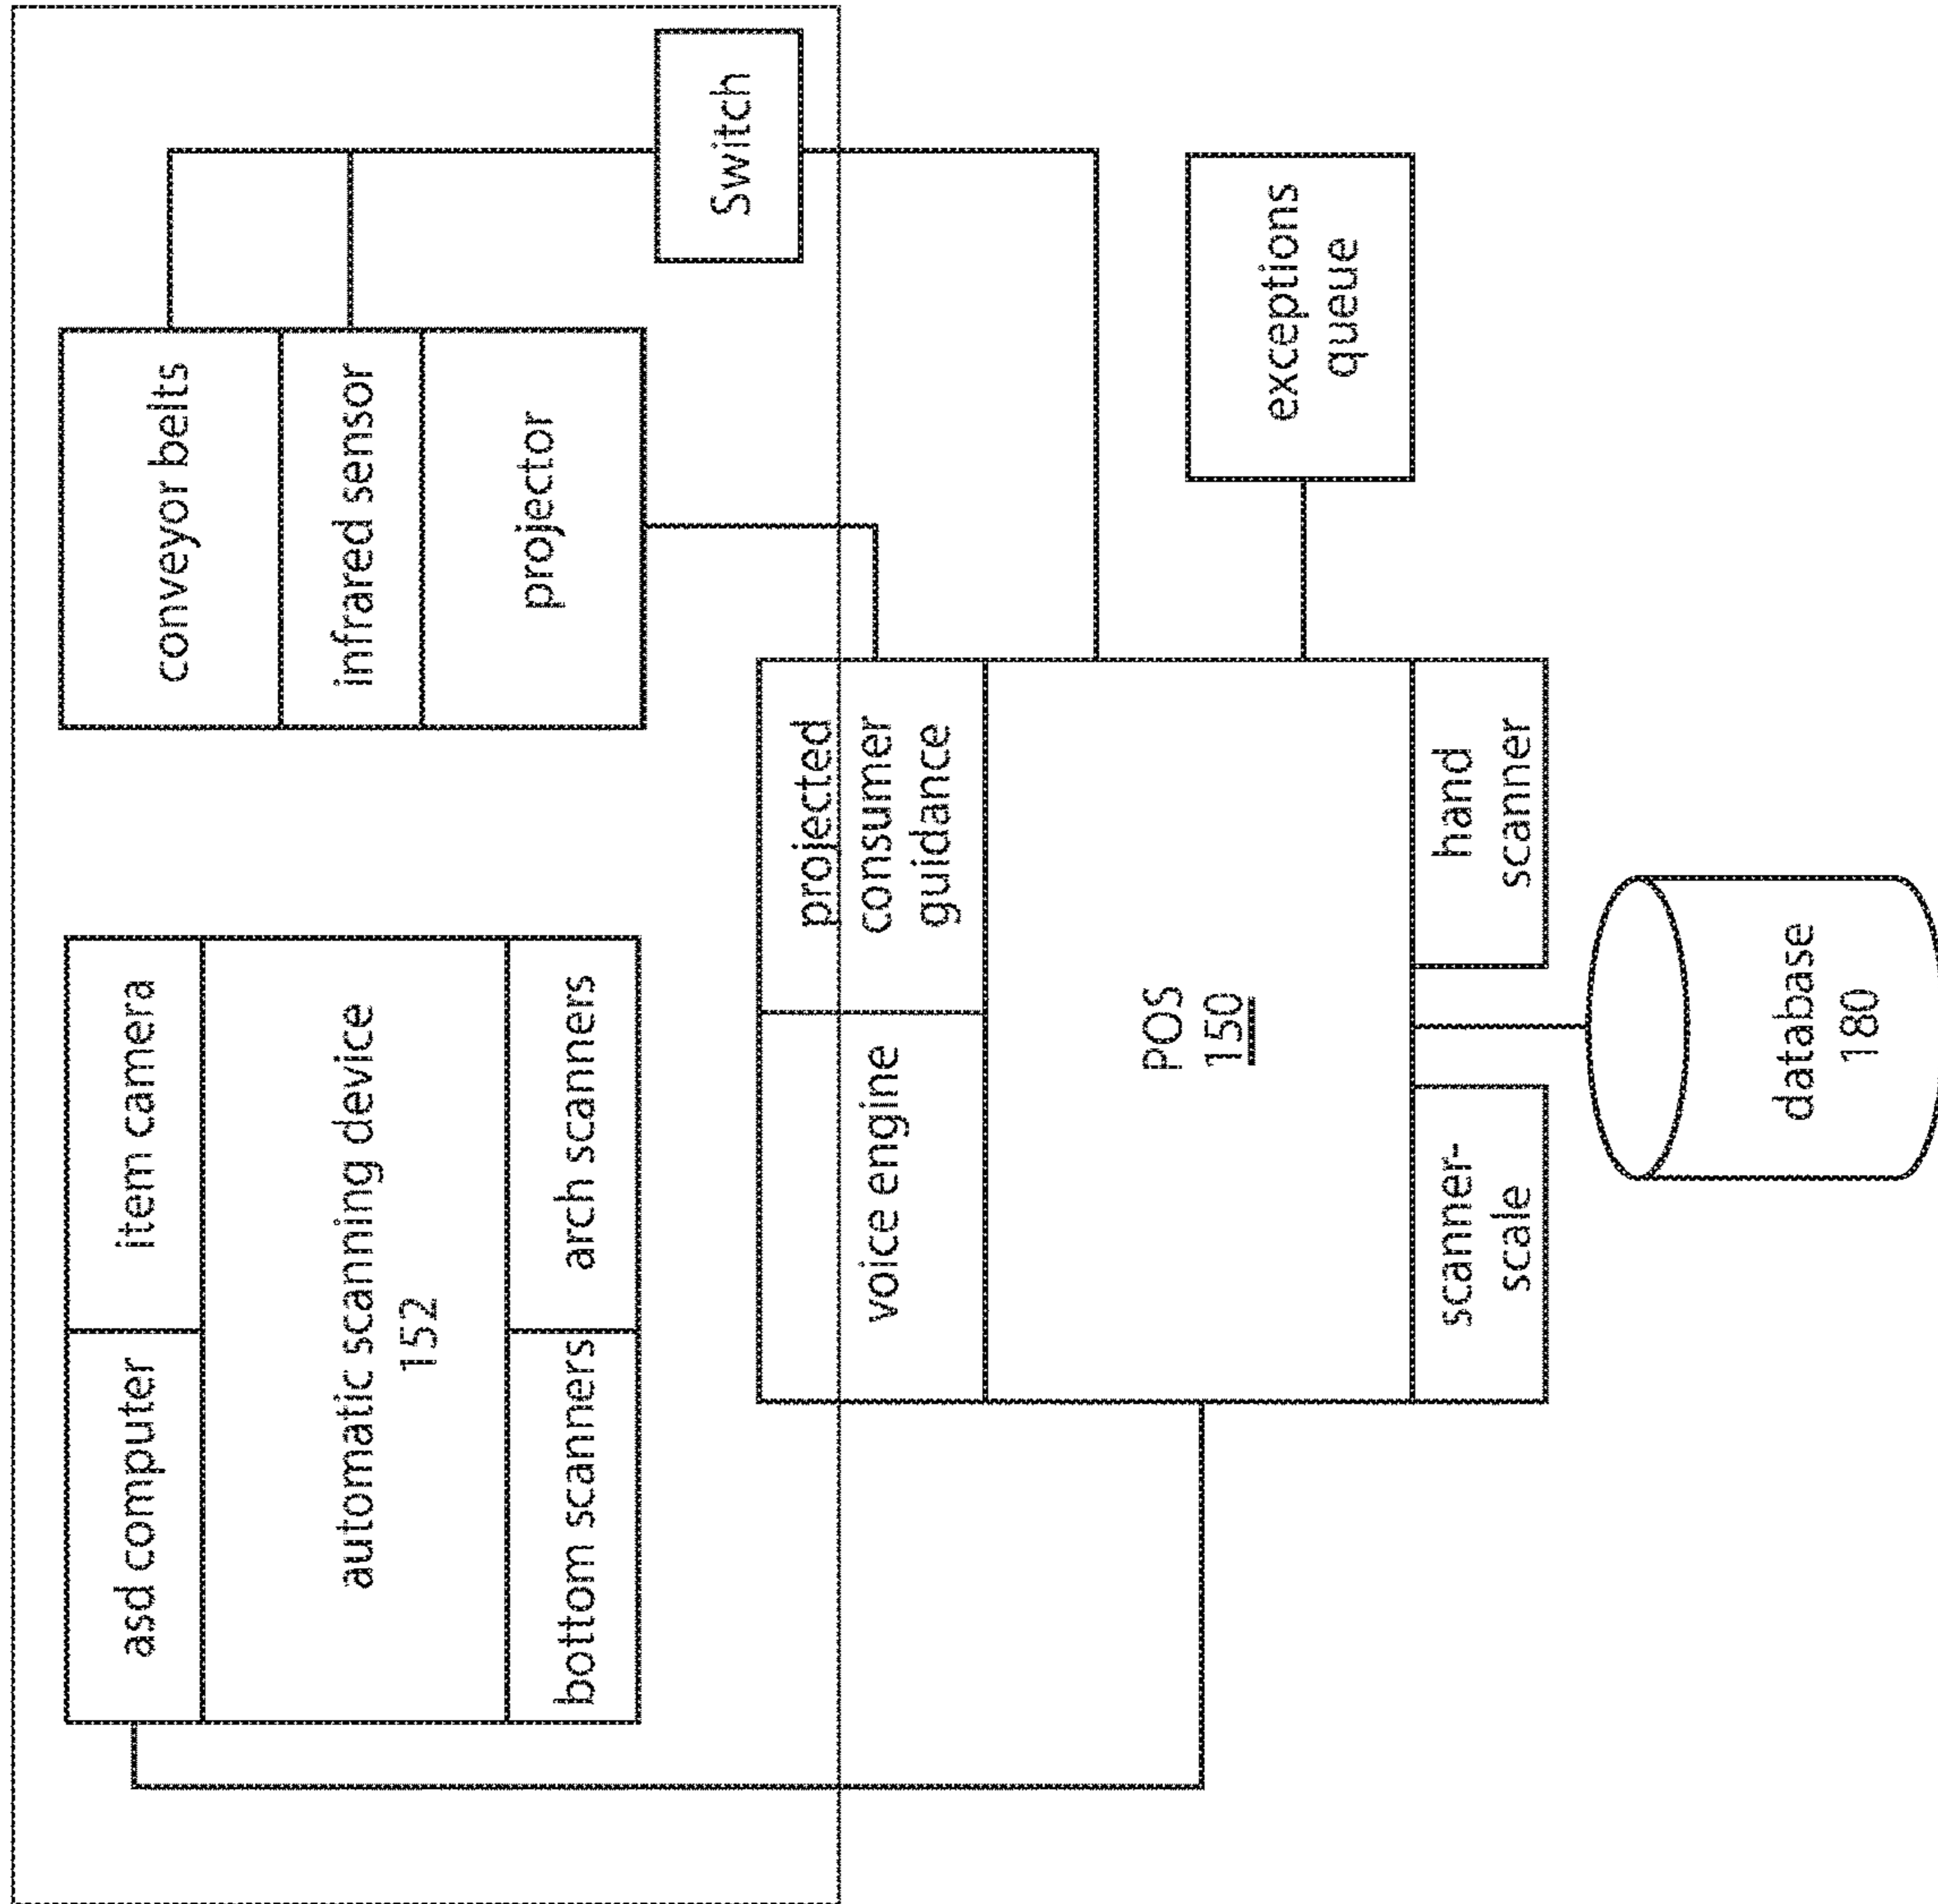 asd computer
item camera
automatic scanning device
152
bottom scanners
arch scanners
conveyor belts
infrared sensor
projector
Switch
voice engine
projected
consumer
guidance
POS
150
exceptions
queue
scanner-
scale
hand
scanner
database
180